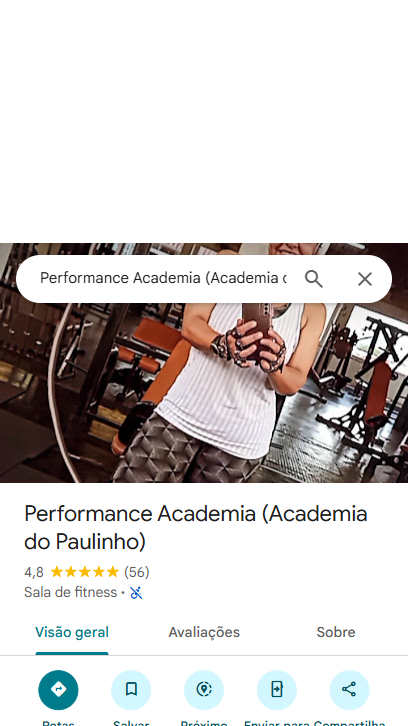 Performance Academia (Academia
Performance Academia (Academia
do Paulinho)
4,8 (56)
Sala de fitness ·
Visão geral Avaliações Sobre
Rotas Salvar Próximo Enviar para Compartilhar